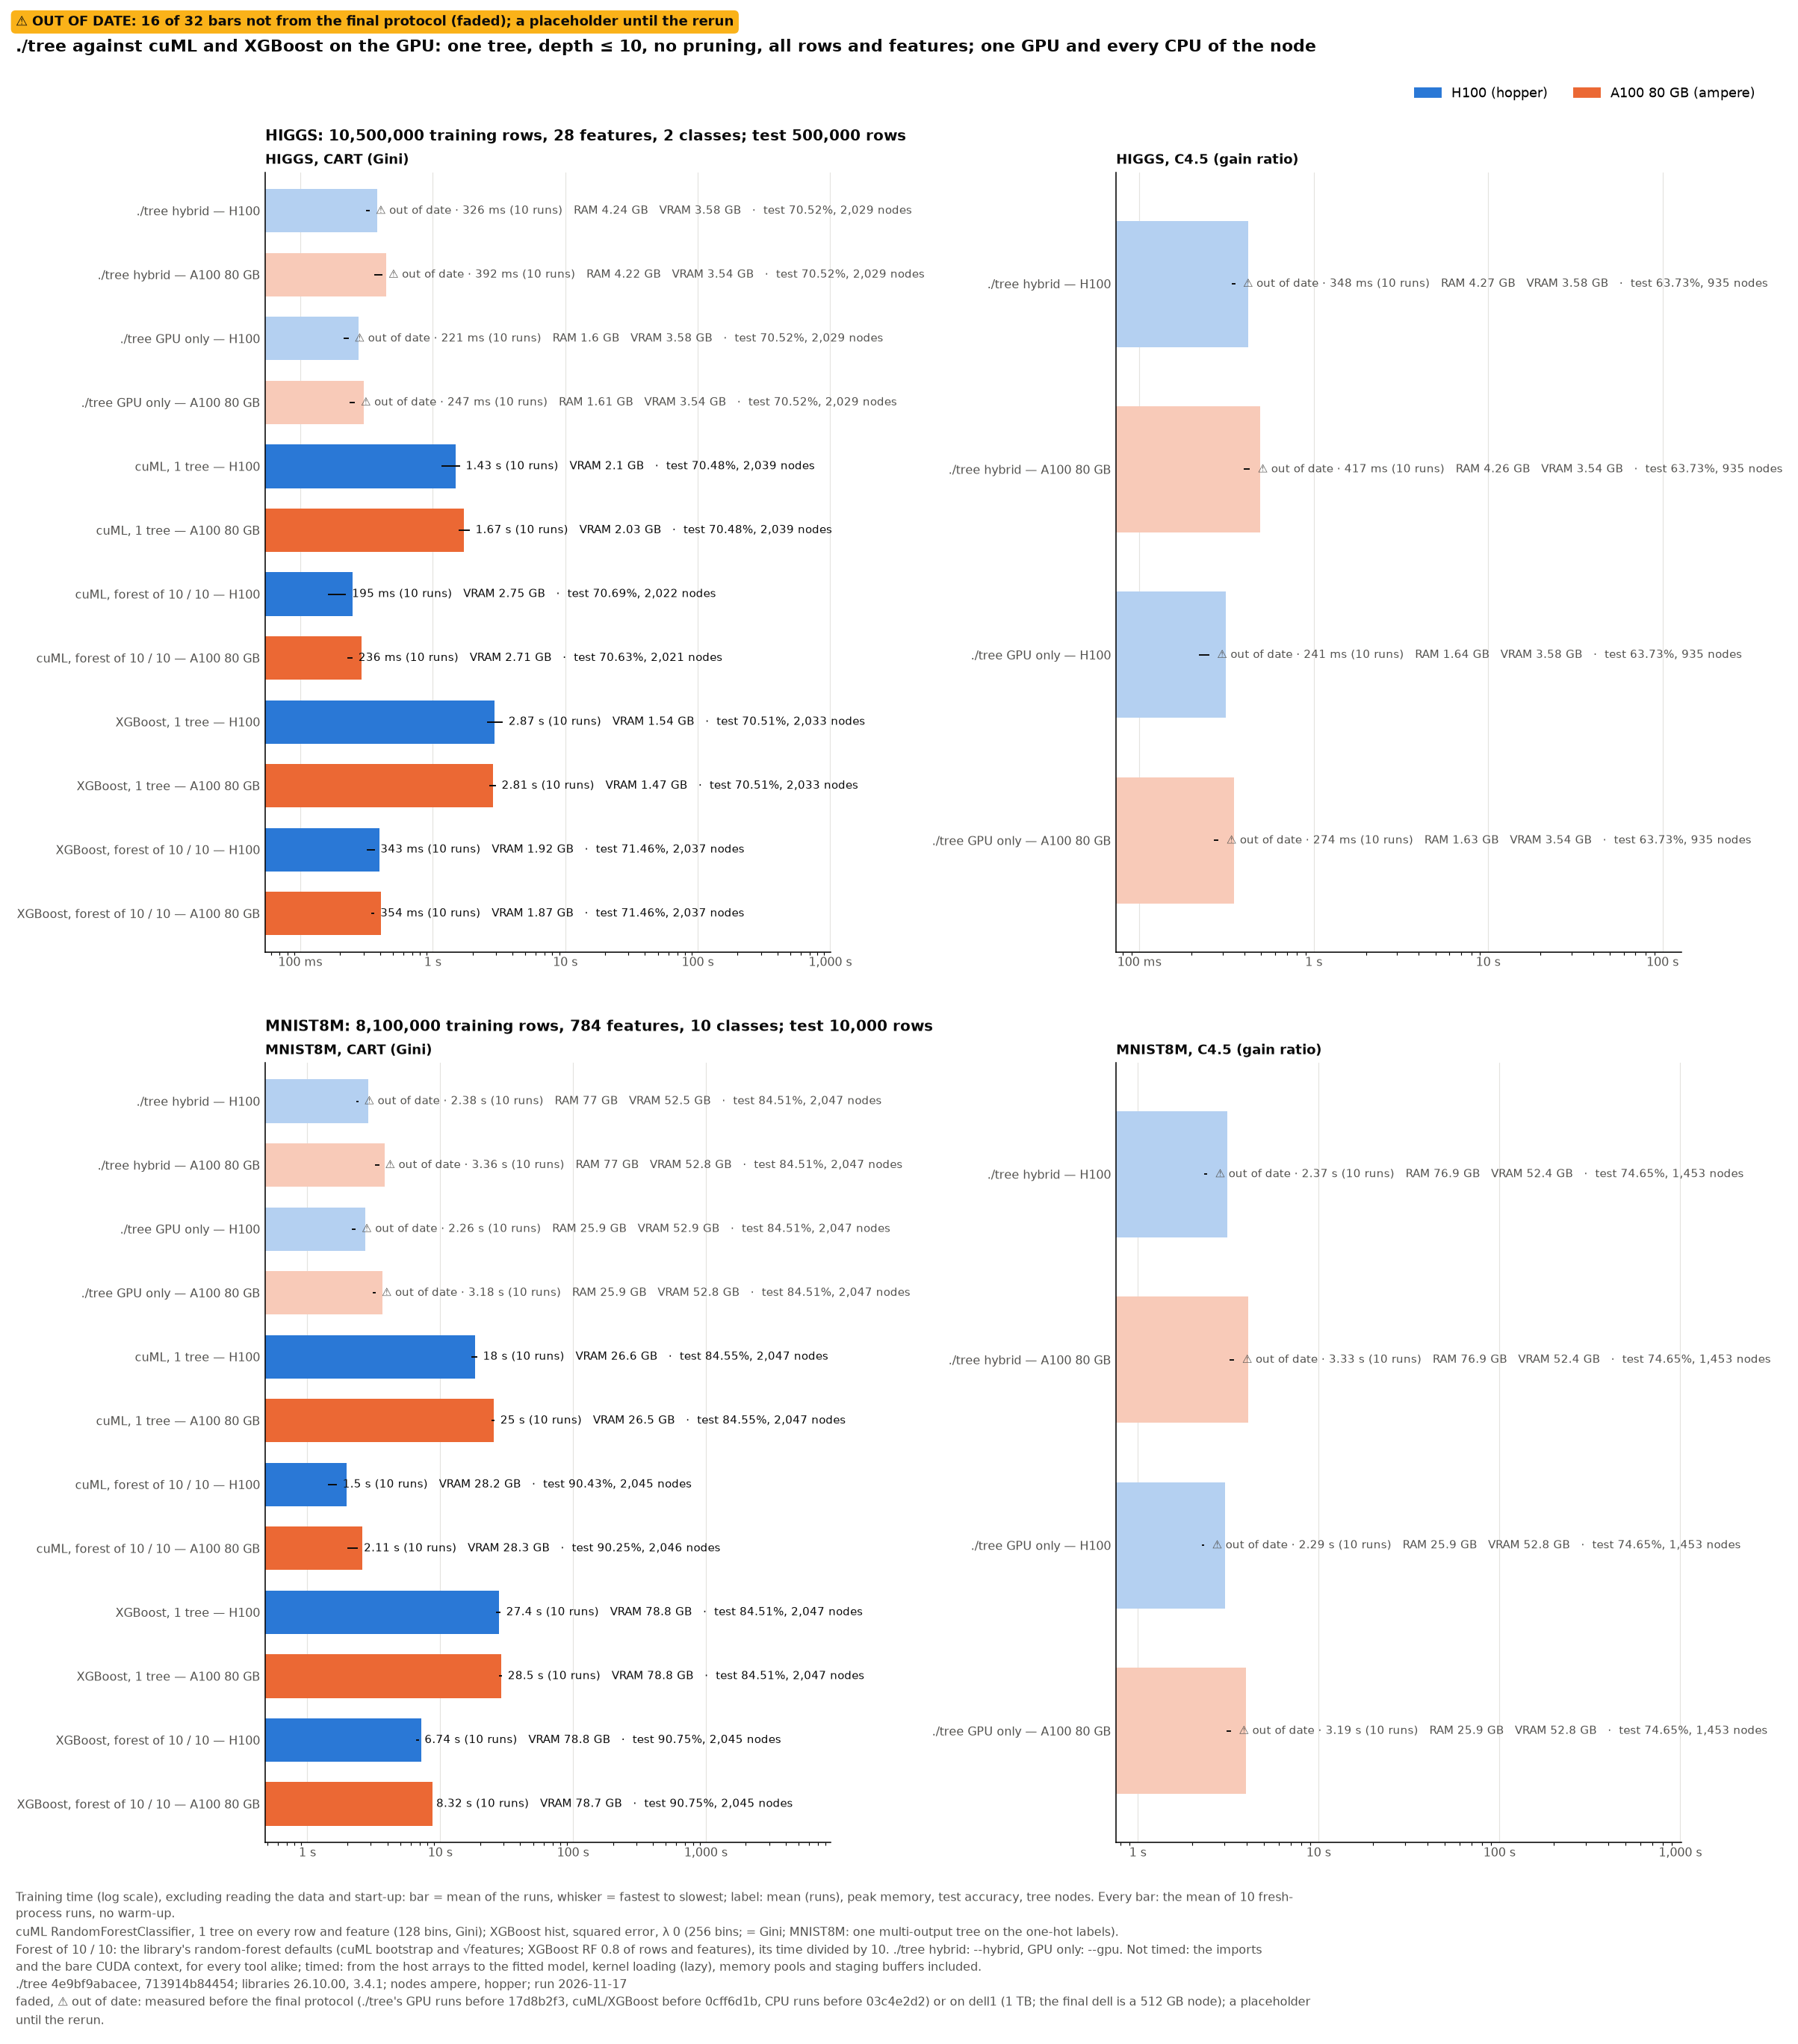 ⚠ OUT OF DATE: 16 of 32 bars not from the final protocol (faded); a placeholder until the rerun
./tree against cuML and XGBoost on the GPU: one tree, depth ≤ 10, no pruning, all rows and features; one GPU and every CPU of the node
H100 (hopper)
A100 80 GB (ampere)
HIGGS: 10,500,000 training rows, 28 features, 2 classes; test 500,000 rows
HIGGS, CART (Gini)
./tree hybrid — H100
⚠ out of date · 326 ms (10 runs)   RAM 4.24 GB   VRAM 3.58 GB   ·  test 70.52%, 2,029 nodes
./tree hybrid — A100 80 GB
⚠ out of date · 392 ms (10 runs)   RAM 4.22 GB   VRAM 3.54 GB   ·  test 70.52%, 2,029 nodes
./tree GPU only — H100
⚠ out of date · 221 ms (10 runs)   RAM 1.6 GB   VRAM 3.58 GB   ·  test 70.52%, 2,029 nodes
./tree GPU only — A100 80 GB
⚠ out of date · 247 ms (10 runs)   RAM 1.61 GB   VRAM 3.54 GB   ·  test 70.52%, 2,029 nodes
cuML, 1 tree — H100
1.43 s (10 runs)   VRAM 2.1 GB   ·  test 70.48%, 2,039 nodes
cuML, 1 tree — A100 80 GB
1.67 s (10 runs)   VRAM 2.03 GB   ·  test 70.48%, 2,039 nodes
cuML, forest of 10 / 10 — H100
195 ms (10 runs)   VRAM 2.75 GB   ·  test 70.69%, 2,022 nodes
cuML, forest of 10 / 10 — A100 80 GB
236 ms (10 runs)   VRAM 2.71 GB   ·  test 70.63%, 2,021 nodes
XGBoost, 1 tree — H100
2.87 s (10 runs)   VRAM 1.54 GB   ·  test 70.51%, 2,033 nodes
XGBoost, 1 tree — A100 80 GB
2.81 s (10 runs)   VRAM 1.47 GB   ·  test 70.51%, 2,033 nodes
XGBoost, forest of 10 / 10 — H100
343 ms (10 runs)   VRAM 1.92 GB   ·  test 71.46%, 2,037 nodes
XGBoost, forest of 10 / 10 — A100 80 GB
354 ms (10 runs)   VRAM 1.87 GB   ·  test 71.46%, 2,037 nodes
100 ms   1 s   10 s   100 s   1,000 s
HIGGS, C4.5 (gain ratio)
./tree hybrid — H100
⚠ out of date · 348 ms (10 runs)   RAM 4.27 GB   VRAM 3.58 GB   ·  test 63.73%, 935 nodes
./tree hybrid — A100 80 GB
⚠ out of date · 417 ms (10 runs)   RAM 4.26 GB   VRAM 3.54 GB   ·  test 63.73%, 935 nodes
./tree GPU only — H100
⚠ out of date · 241 ms (10 runs)   RAM 1.64 GB   VRAM 3.58 GB   ·  test 63.73%, 935 nodes
./tree GPU only — A100 80 GB
⚠ out of date · 274 ms (10 runs)   RAM 1.63 GB   VRAM 3.54 GB   ·  test 63.73%, 935 nodes
100 ms   1 s   10 s   100 s
MNIST8M: 8,100,000 training rows, 784 features, 10 classes; test 10,000 rows
MNIST8M, CART (Gini)
./tree hybrid — H100
⚠ out of date · 2.38 s (10 runs)   RAM 77 GB   VRAM 52.5 GB   ·  test 84.51%, 2,047 nodes
./tree hybrid — A100 80 GB
⚠ out of date · 3.36 s (10 runs)   RAM 77 GB   VRAM 52.8 GB   ·  test 84.51%, 2,047 nodes
./tree GPU only — H100
⚠ out of date · 2.26 s (10 runs)   RAM 25.9 GB   VRAM 52.9 GB   ·  test 84.51%, 2,047 nodes
./tree GPU only — A100 80 GB
⚠ out of date · 3.18 s (10 runs)   RAM 25.9 GB   VRAM 52.8 GB   ·  test 84.51%, 2,047 nodes
cuML, 1 tree — H100
18 s (10 runs)   VRAM 26.6 GB   ·  test 84.55%, 2,047 nodes
cuML, 1 tree — A100 80 GB
25 s (10 runs)   VRAM 26.5 GB   ·  test 84.55%, 2,047 nodes
cuML, forest of 10 / 10 — H100
1.5 s (10 runs)   VRAM 28.2 GB   ·  test 90.43%, 2,045 nodes
cuML, forest of 10 / 10 — A100 80 GB
2.11 s (10 runs)   VRAM 28.3 GB   ·  test 90.25%, 2,046 nodes
XGBoost, 1 tree — H100
27.4 s (10 runs)   VRAM 78.8 GB   ·  test 84.51%, 2,047 nodes
XGBoost, 1 tree — A100 80 GB
28.5 s (10 runs)   VRAM 78.8 GB   ·  test 84.51%, 2,047 nodes
XGBoost, forest of 10 / 10 — H100
6.74 s (10 runs)   VRAM 78.8 GB   ·  test 90.75%, 2,045 nodes
XGBoost, forest of 10 / 10 — A100 80 GB
8.32 s (10 runs)   VRAM 78.7 GB   ·  test 90.75%, 2,045 nodes
1 s   10 s   100 s   1,000 s
MNIST8M, C4.5 (gain ratio)
./tree hybrid — H100
⚠ out of date · 2.37 s (10 runs)   RAM 76.9 GB   VRAM 52.4 GB   ·  test 74.65%, 1,453 nodes
./tree hybrid — A100 80 GB
⚠ out of date · 3.33 s (10 runs)   RAM 76.9 GB   VRAM 52.4 GB   ·  test 74.65%, 1,453 nodes
./tree GPU only — H100
⚠ out of date · 2.29 s (10 runs)   RAM 25.9 GB   VRAM 52.8 GB   ·  test 74.65%, 1,453 nodes
./tree GPU only — A100 80 GB
⚠ out of date · 3.19 s (10 runs)   RAM 25.9 GB   VRAM 52.8 GB   ·  test 74.65%, 1,453 nodes
1 s   10 s   100 s   1,000 s
Training time (log scale), excluding reading the data and start-up: bar = mean of the runs, whisker = fastest to slowest; label: mean (runs), peak memory, test accuracy, tree nodes. Every bar: the mean of 10 fresh-
process runs, no warm-up.
cuML RandomForestClassifier, 1 tree on every row and feature (128 bins, Gini); XGBoost hist, squared error, λ 0 (256 bins; = Gini; MNIST8M: one multi-output tree on the one-hot labels).
Forest of 10 / 10: the library's random-forest defaults (cuML bootstrap and √features; XGBoost RF 0.8 of rows and features), its time divided by 10. ./tree hybrid: --hybrid, GPU only: --gpu. Not timed: the imports
and the bare CUDA context, for every tool alike; timed: from the host arrays to the fitted model, kernel loading (lazy), memory pools and staging buffers included.
./tree 4e9bf9abacee, 713914b84454; libraries 26.10.00, 3.4.1; nodes ampere, hopper; run 2026-11-17
faded, ⚠ out of date: measured before the final protocol (./tree's GPU runs before 17d8b2f3, cuML/XGBoost before 0cff6d1b, CPU runs before 03c4e2d2) or on dell1 (1 TB; the final dell is a 512 GB node); a placeholder
until the rerun.